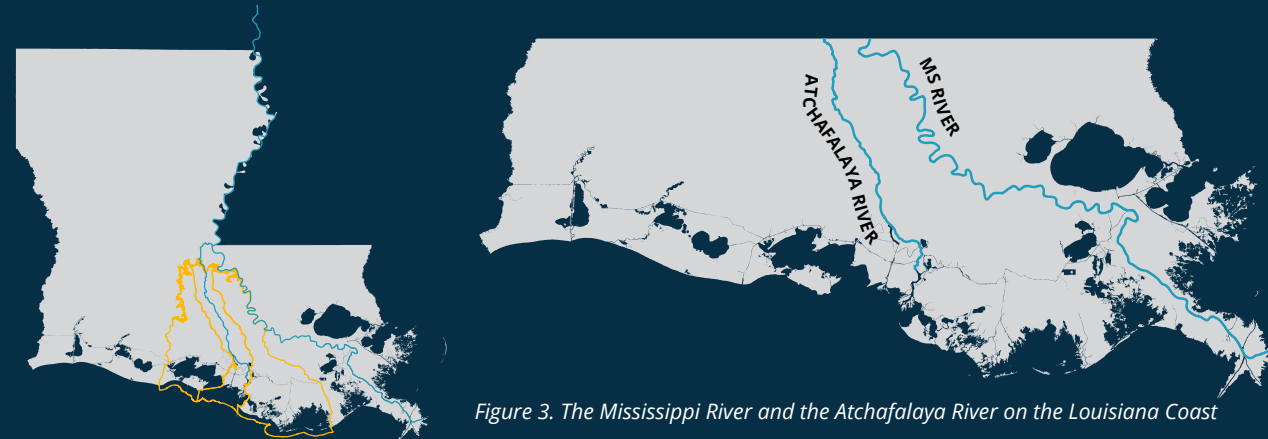 MS RIVER
ATCHAFALAYA RIVER
Figure 3. The Mississippi River and the Atchafalaya River on the Louisiana Coast